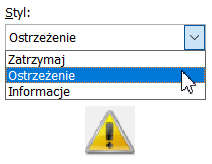 Styl:
Ostrzeżenie
Zatrzymaj
Ostrzeżenie
Informacje